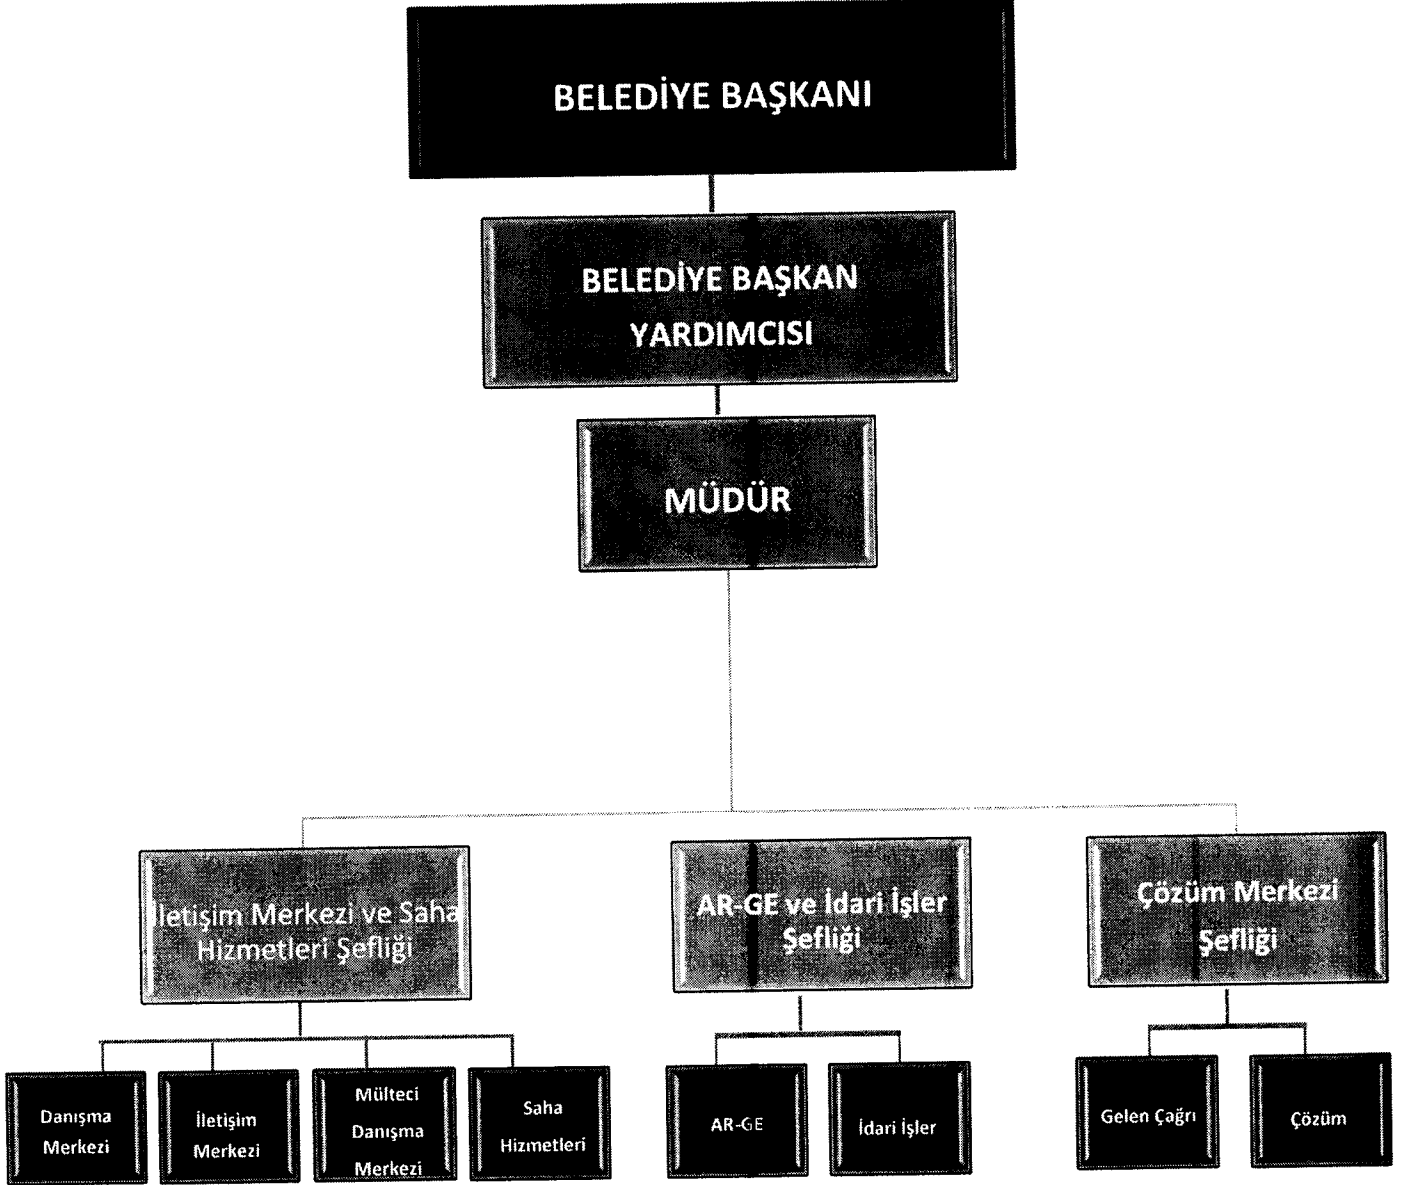 BELEDİYE BAŞKANI
BELEDİYE BAŞKAN
YARDIMCISI
MÜDÜR
İletişim Merkezi ve Saha
Hizmetleri Şefliği
AR-GE ve İdari İşler
Şefliği
Çözüm Merkezi
Şefliği
Danışma
Merkezi
İletişim
Merkezi
Mülteci
Danışma
Merkezi
Saha
Hizmetleri
AR-GE
İdari İşler
Gelen Çağrı
Çözüm